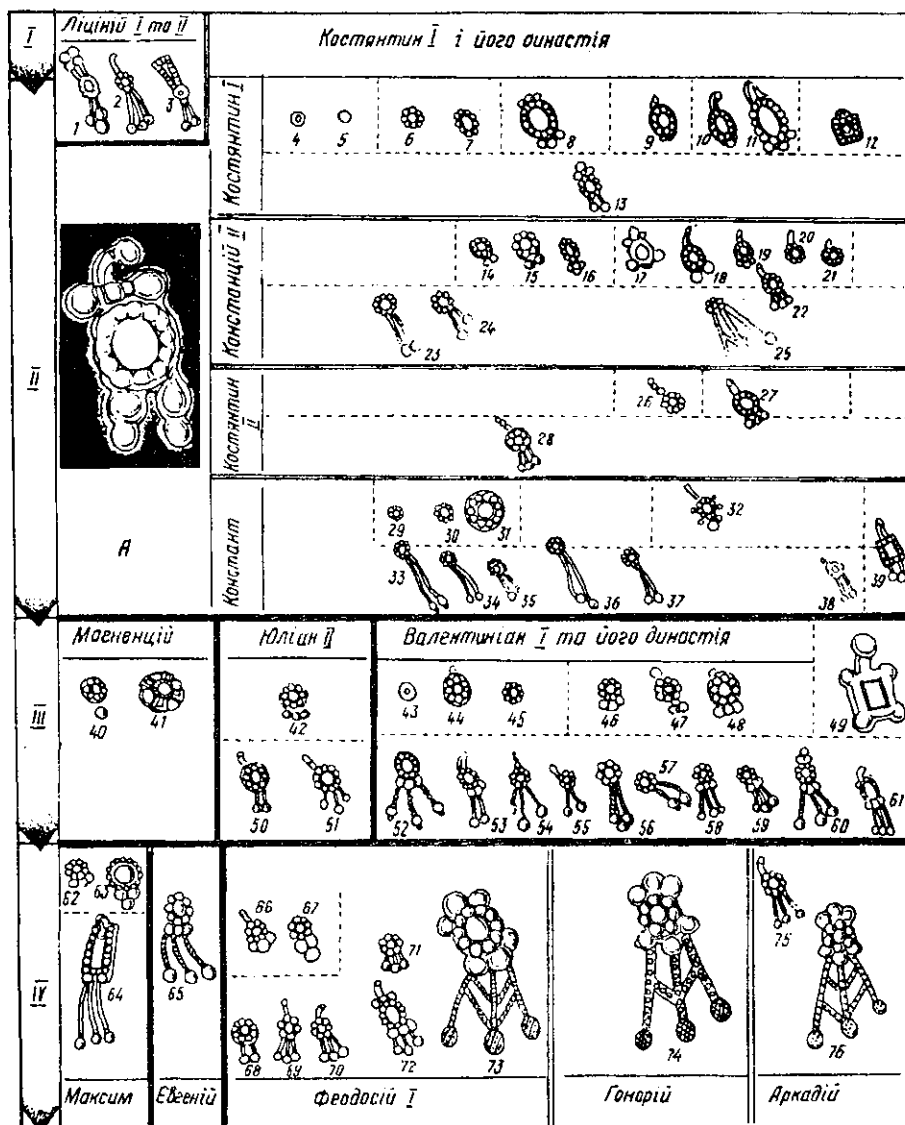 I
Ліціній I та II
Костянтин I і його династія
1 2 3
Костянтин I
4 5 6 7 8 9 10 11 12
13
II
А
Констанцій II
14 15 16 17 18 19 20 21
22
23 24 25
Костянтин II
26 27
28
Констант
29 30 31 32
33 34 35 36 37 38 39
III
Магненцій
Юліан II
Валентиніан I та його династія
40 41
42
43 44 45 46 47 48 49
50 51
52 53 54 55 56 57 58 59 60 61
IV
62 63
64
65
66 67
71
68 69 70 72 73
74
75
76
Максим
Евгеній
Феодосій I
Гонорій
Аркадій